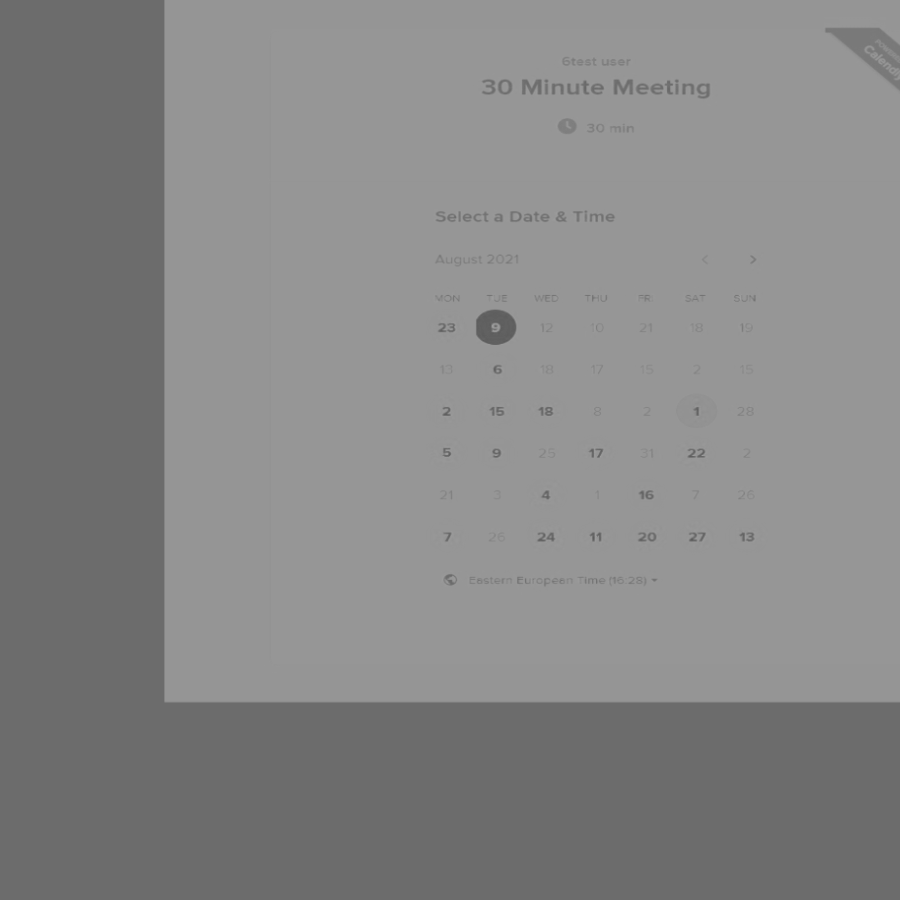 6test user
30 Minute Meeting
30 min
Calendly
Select a Date & Time
August 2021
MON TUE WED THU FRI SAT SUN
23 9 12 10 21 18 19
13 6 18 17 15 2 15
2 15 18 8 2 1 28
5 9 25 17 31 22 2
21 3 4 1 16 7 26
7 26 24 11 20 27 13
Eastern European Time (16:28)